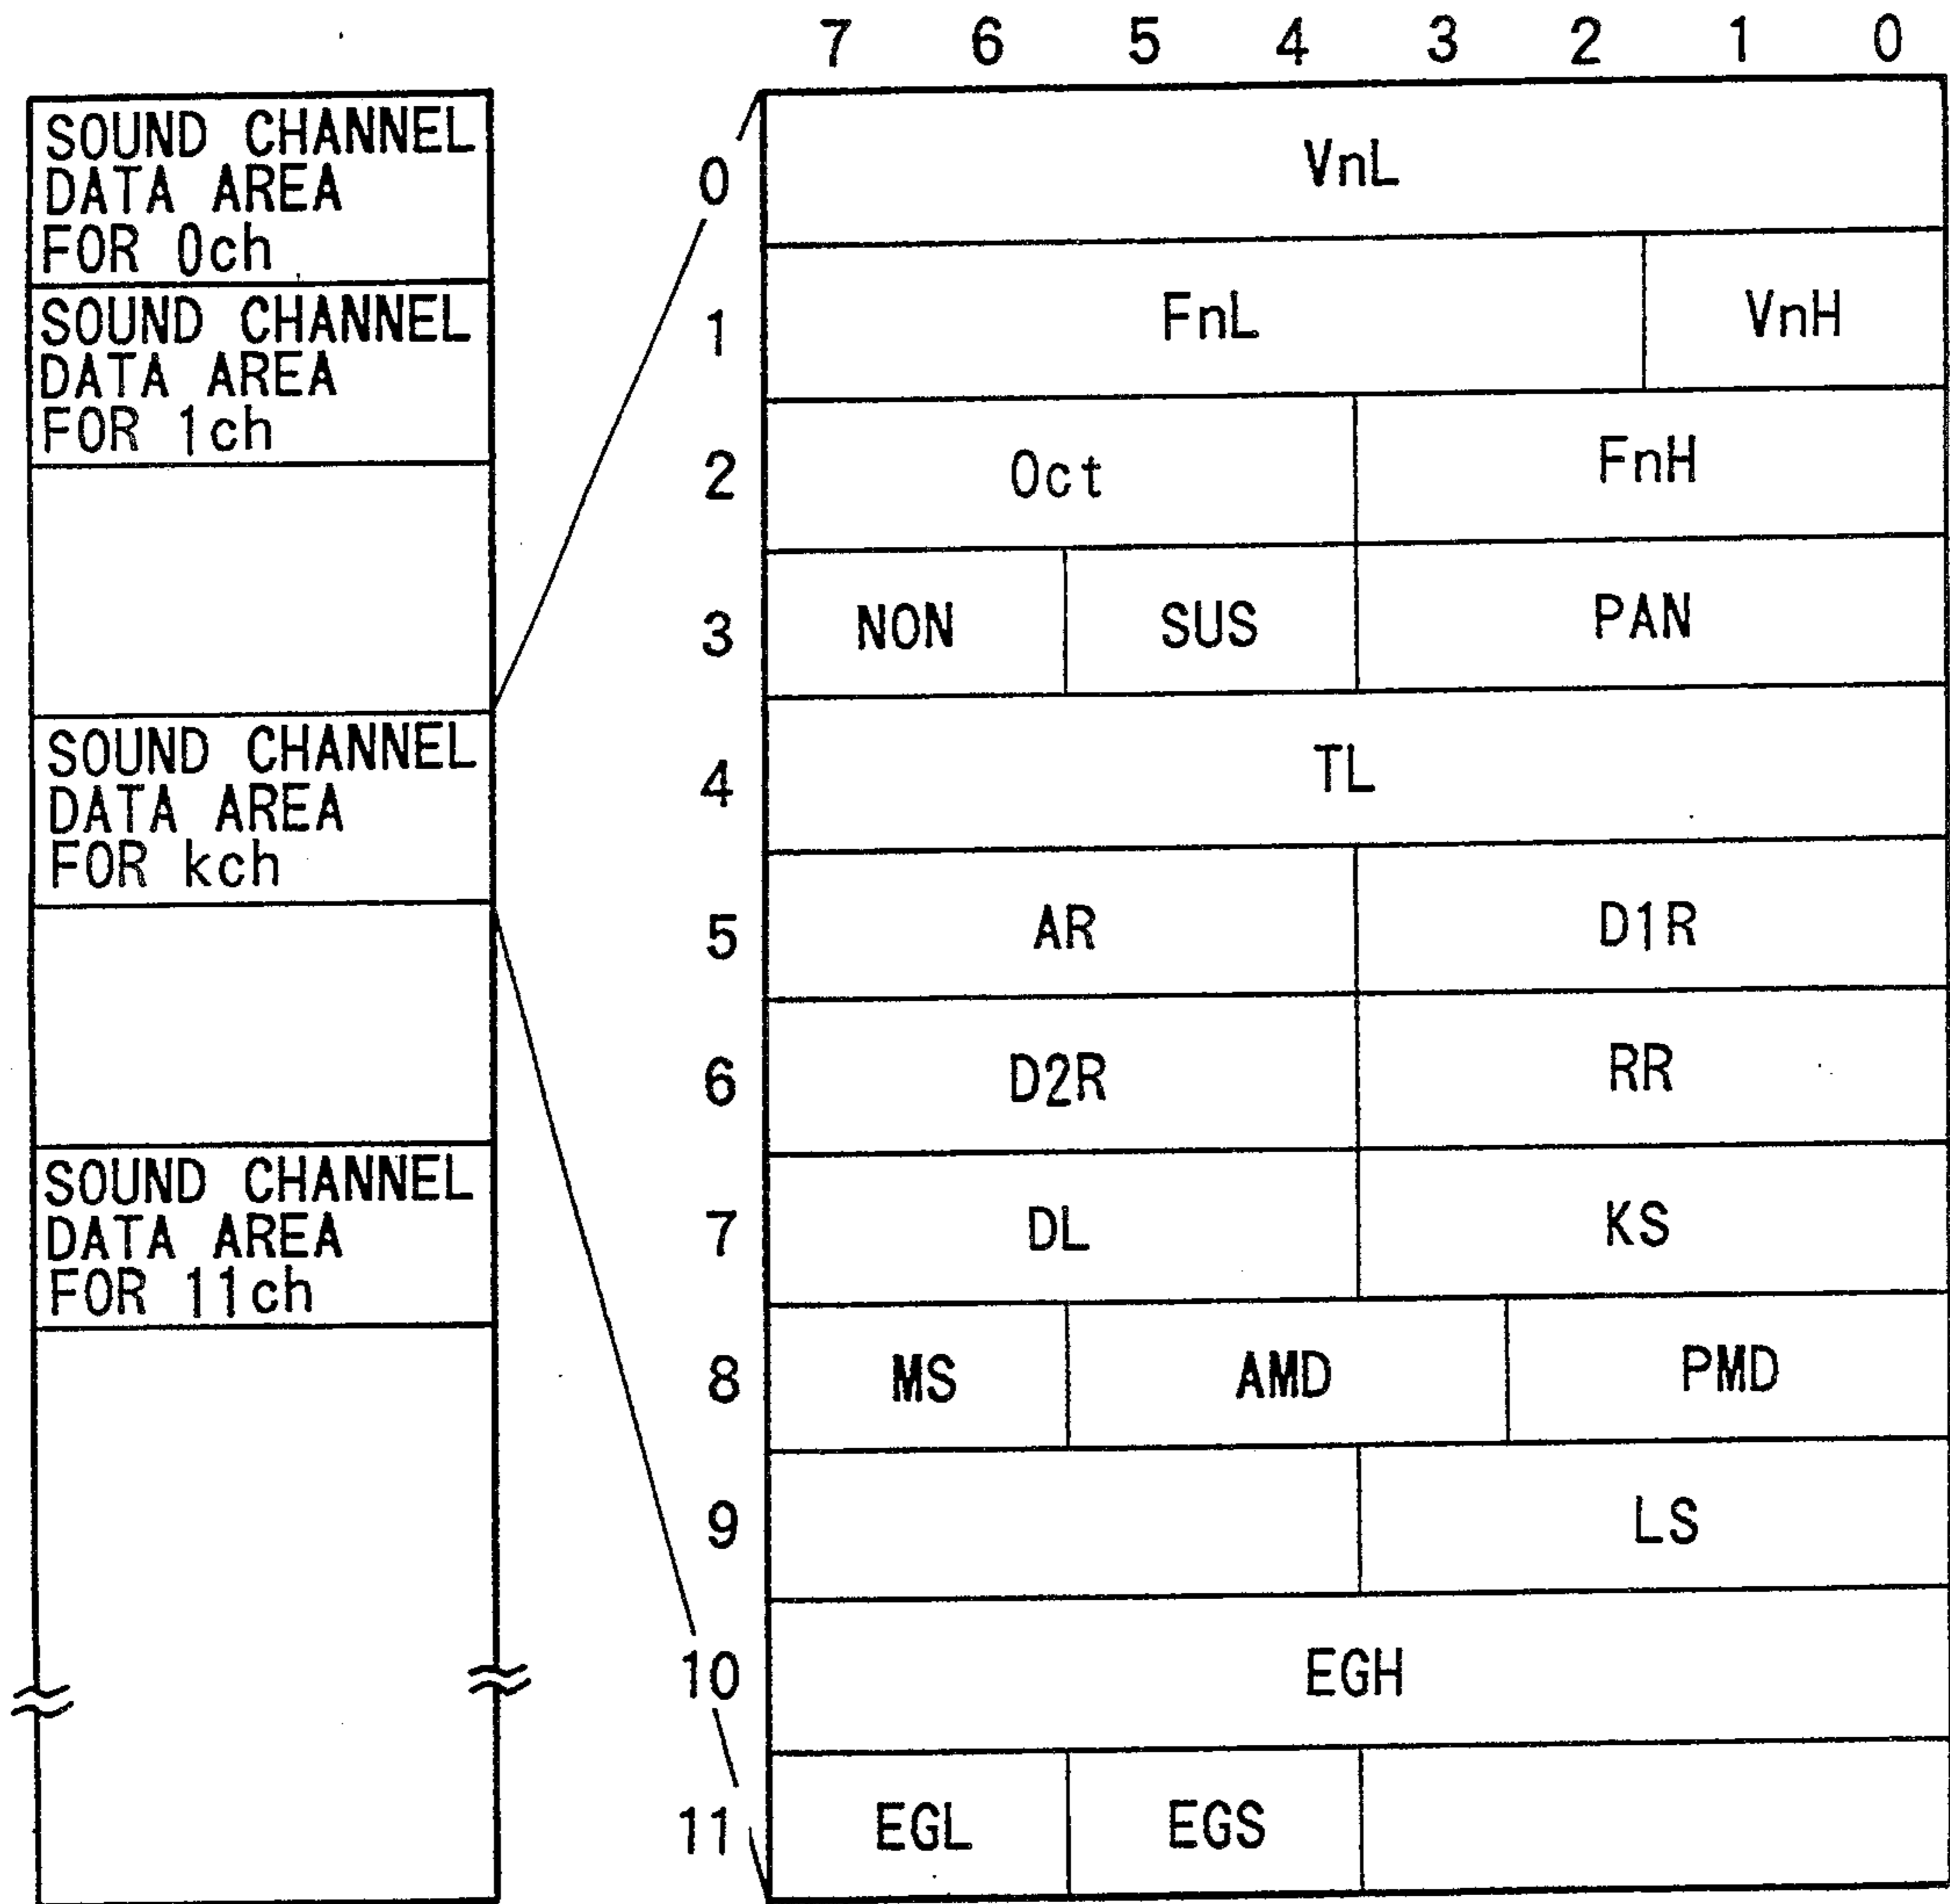 7 6 5 4 3 2 1 0
SOUND CHANNEL
DATA AREA
FOR 0ch
SOUND CHANNEL
DATA AREA
FOR 1ch
SOUND CHANNEL
DATA AREA
FOR kch
SOUND CHANNEL
DATA AREA
FOR 11ch
0 VnL
1 FnL VnH
2 Oct FnH
3 NON SUS PAN
4 TL
5 AR D1R
6 D2R RR
7 DL KS
8 MS AMD PMD
9 LS
10 EGH
11 EGL EGS